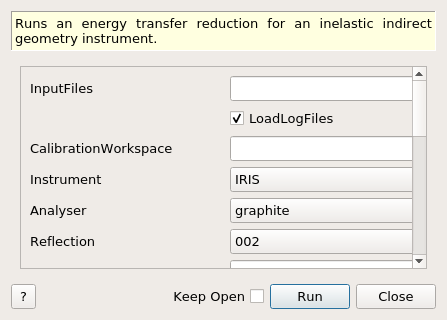 Runs an energy transfer reduction for an inelastic indirect
geometry instrument.
InputFiles
LoadLogFiles
CalibrationWorkspace
Instrument IRIS
Analyser graphite
Reflection 002
? Keep Open Run Close